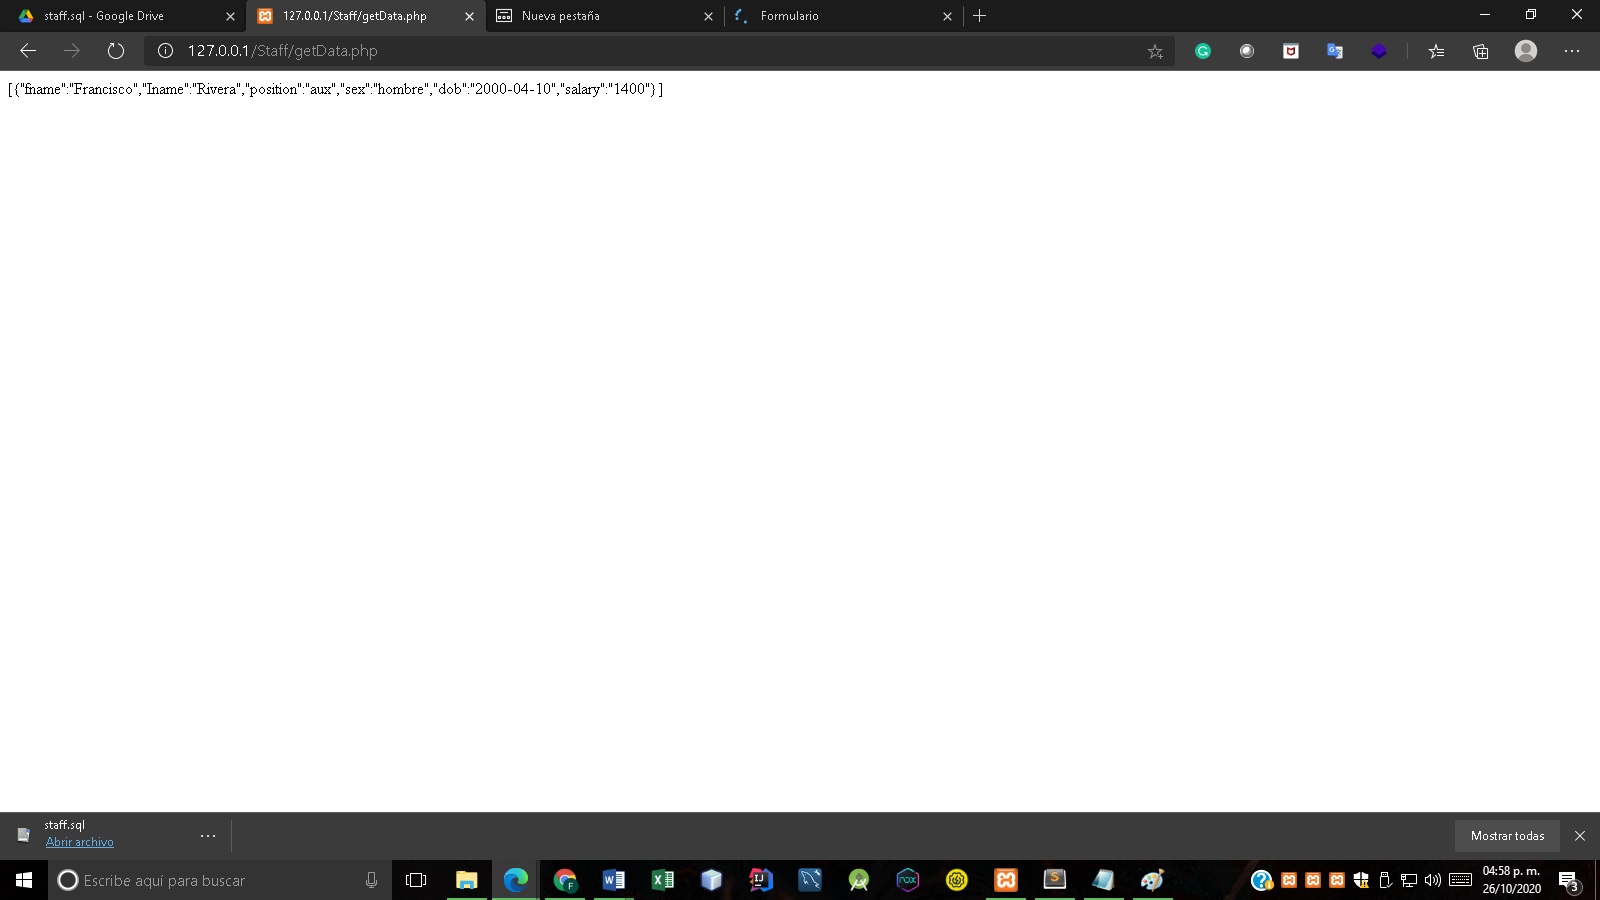 staff.sql - Google Drive
127.0.0.1/Staff/getData.php
Nueva pestaña
Formulario
127.0.0.1/Staff/getData.php
[{"fname":"Francisco","Iname":"Rivera","position":"aux","sex":"hombre","dob":"2000-04-10","salary":"1400"}]
staff.sql
Abrir archivo
Mostrar todas
Escribe aquí para buscar
04:58 p. m.
26/10/2020
3